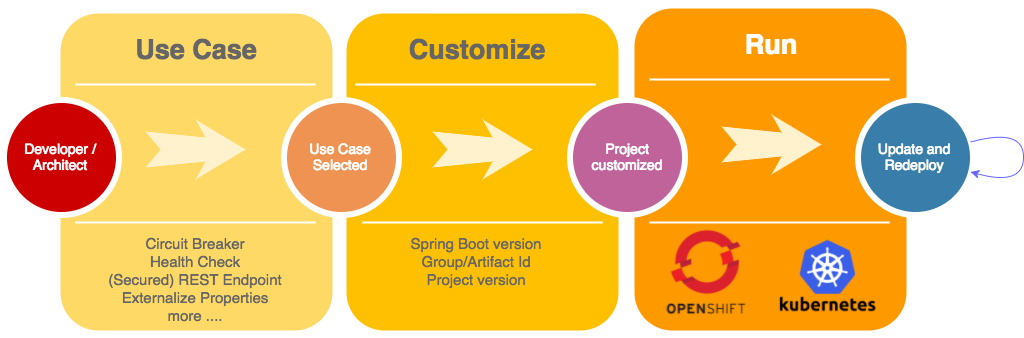 Use Case
Customize
Run
Developer /
Architect
Use Case
Selected
Project
customized
Update and
Redeploy
Circuit Breaker
Health Check
(Secured) REST Endpoint
Externalize Properties
more ....
Spring Boot version
Group/Artifact Id
Project version
OPENSHIFT
kubernetes